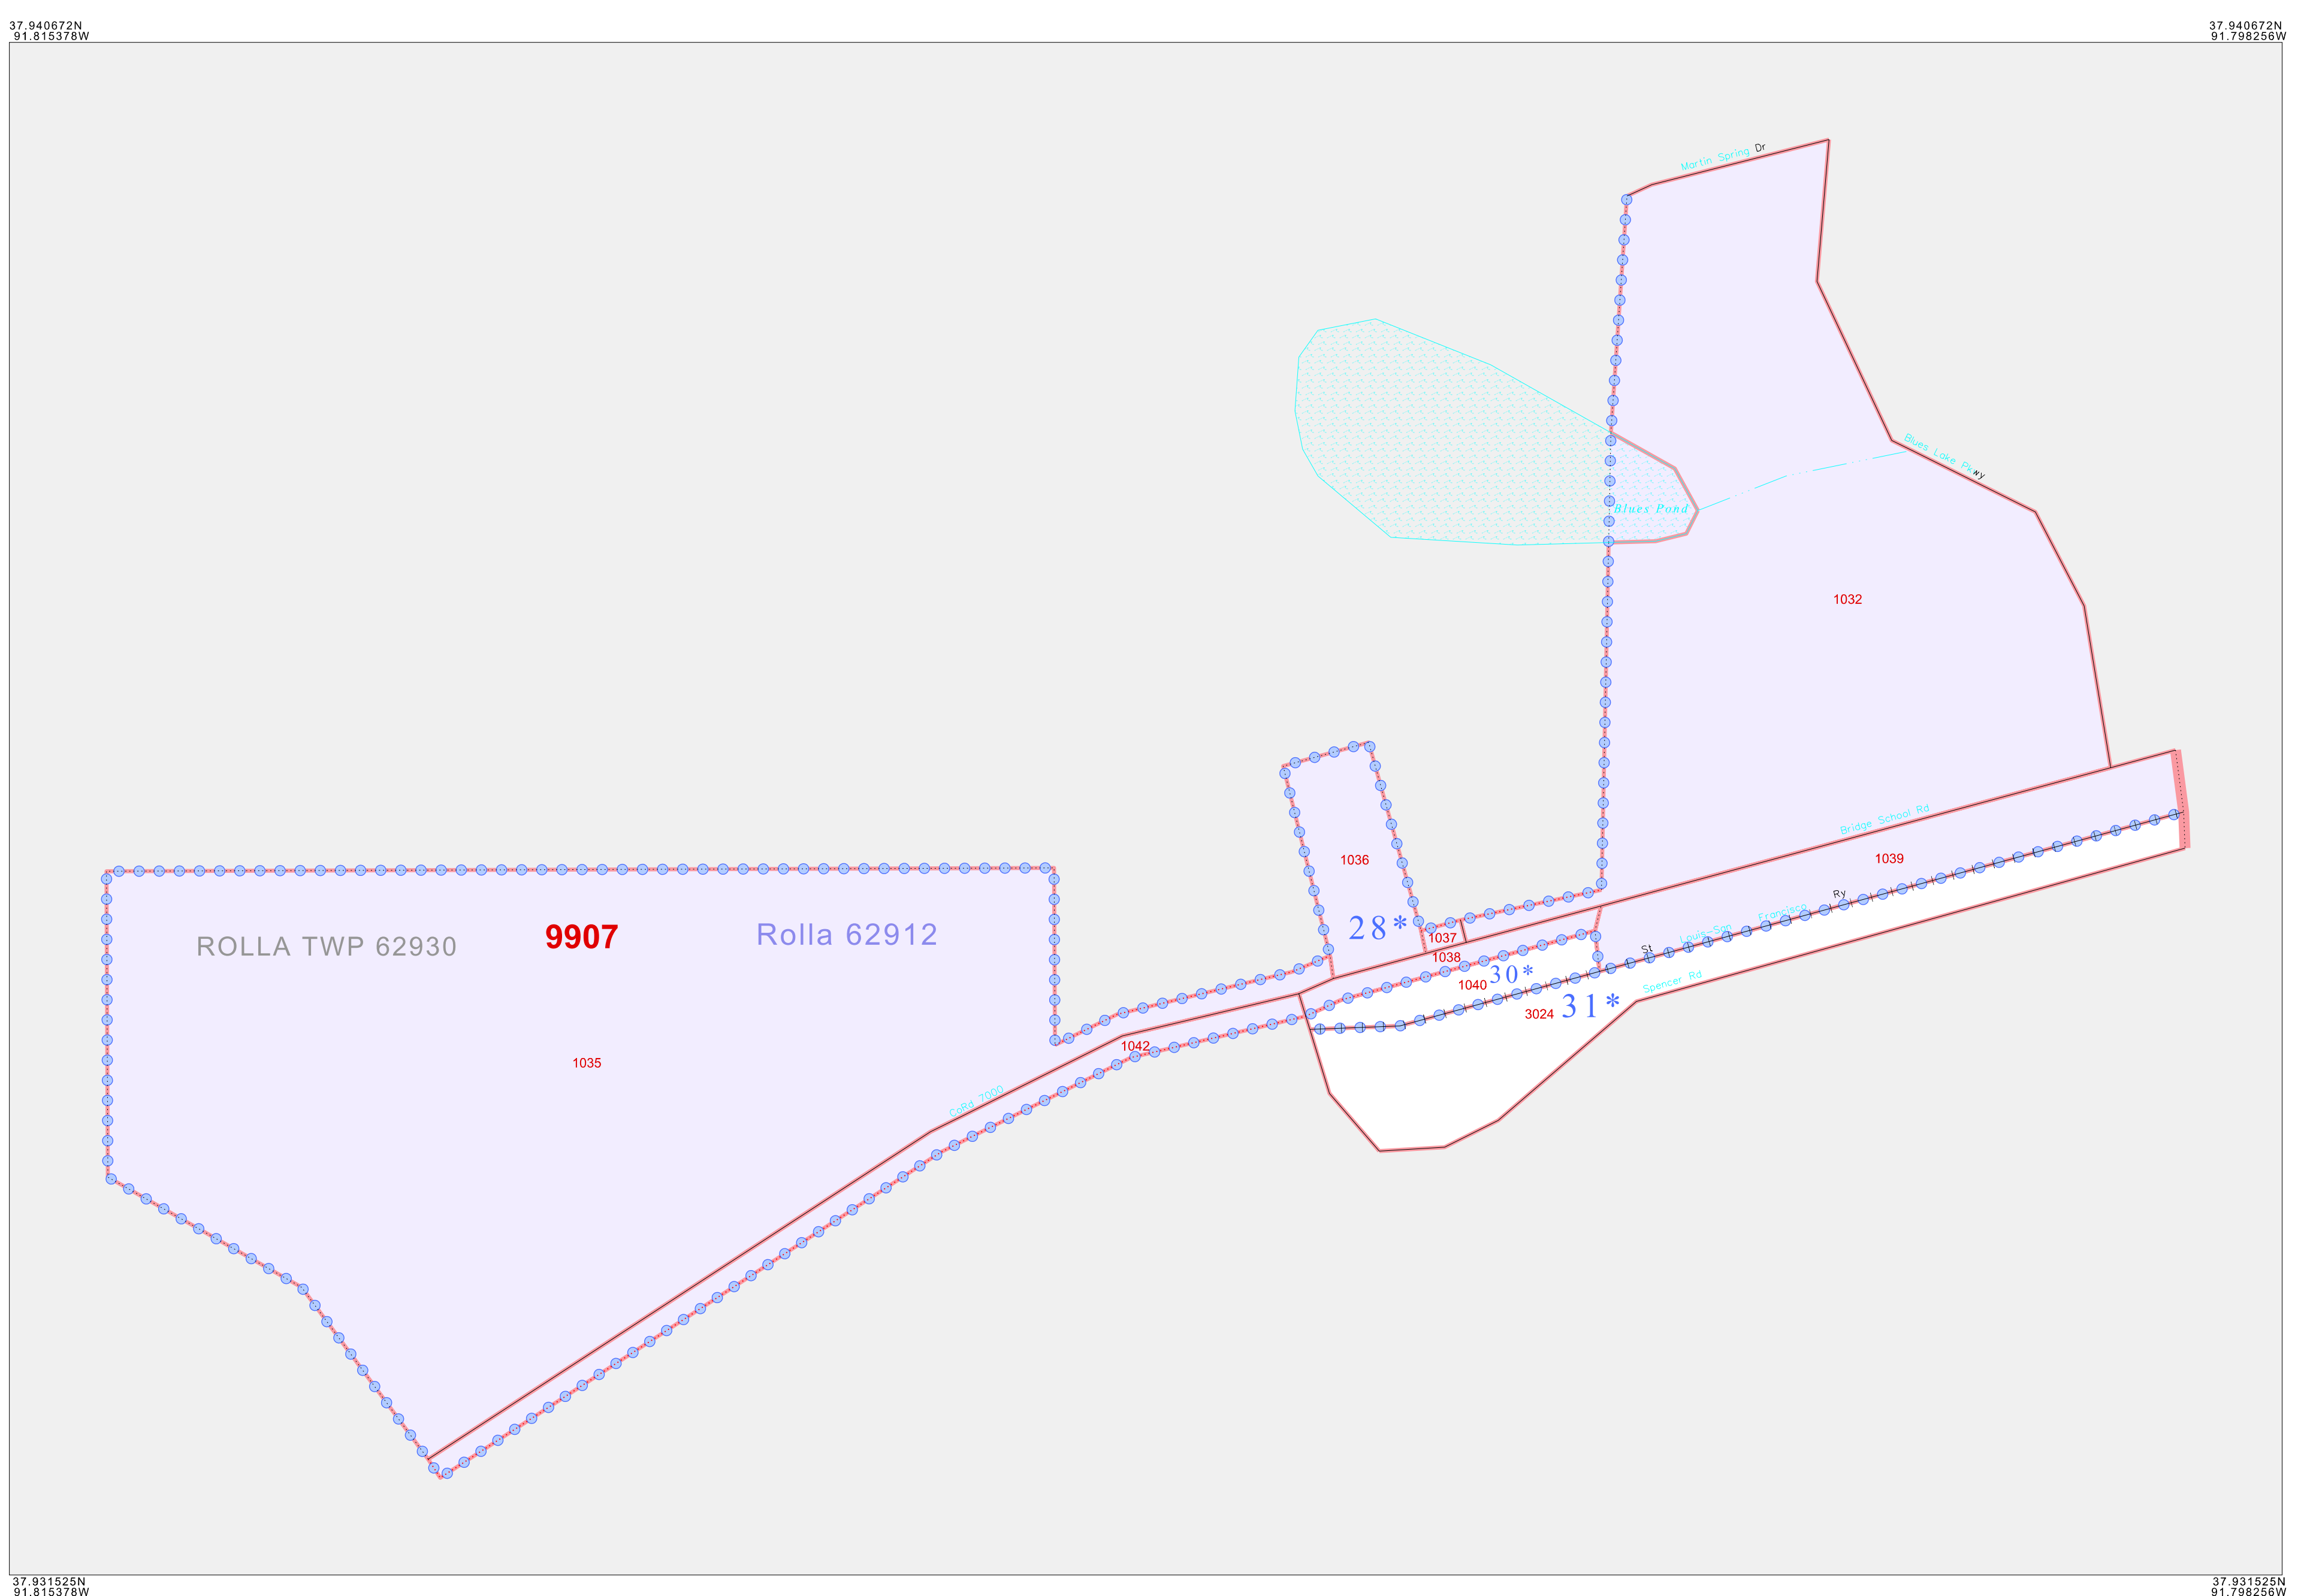 37.940672N
91.815378W
37.940672N
91.798256W
Martin Spring Dr
Blues Lake Pkwy
Blues Pond
1032
Bridge School Rd
1036
1039
28*
Ry
ROLLA TWP 62930
9907
Rolla 62912
1037
Louis-San Francisco
St
1038
30*
1040
Spencer Rd
3024
31*
1042
1035
CoRd 7000
37.931525N
91.815378W
37.931525N
91.798256W